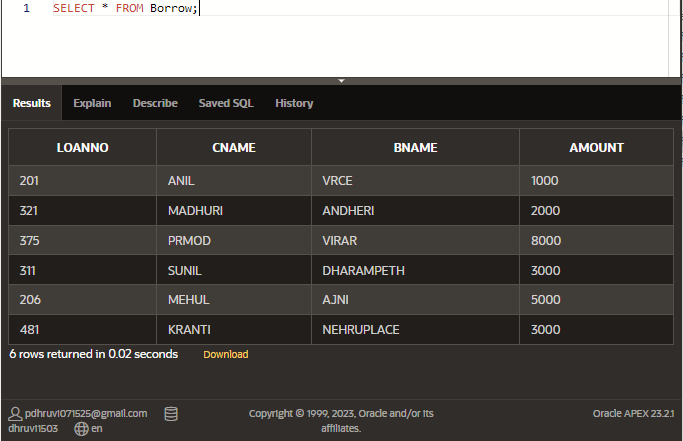 1 SELECT * FROM Borrow;
Results Explain Describe Saved SQL History
LOANNO CNAME BNAME AMOUNT
201 ANIL VRCE 1000
321 MADHURI ANDHERI 2000
375 PRMOD VIRAR 8000
311 SUNIL DHARAMPETH 3000
206 MEHUL AJNI 5000
481 KRANTI NEHRUPLACE 3000
6 rows returned in 0.02 seconds Download
pdhruvi071525@gmail.com Copyright © 1999, 2023, Oracle and/or its Oracle APEX 23.2.1
dhruvi1503 en affiliates.